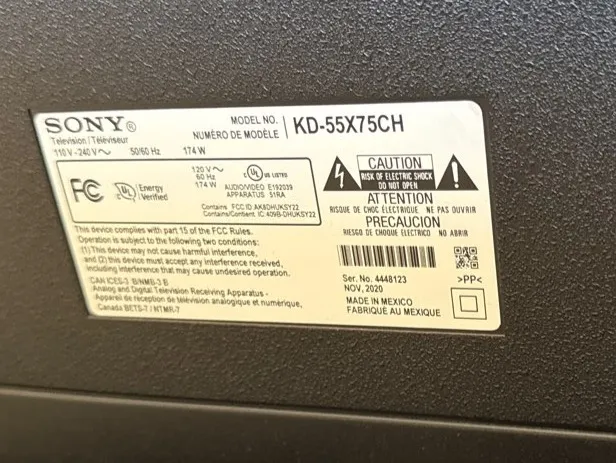 SONY®
Television / Téléviseur
110 V -240 V~ 50/60 Hz 174 W
MODEL NO.
NUMÉRO DE MODÈLE
KD-55X75CH
FC
UL
Energy
Verified
120 V~
60 Hz
174 W
UL US LISTED
AUDIO/VIDEO E192039
APPARATUS 51RA
Contains FCC ID AK8DHUKSY22
Contains/Contient IC 409B-DHUKSY22
This device complies with part 15 of the FCC Rules.
Operation is subject to the following two conditions:
(1) This device may not cause harmful interference,
and (2) this device must accept any interference received,
including interference that may cause undesired operation.
CAN ICES-3 B/NMB-3 B
Analog and Digital Television Receiving Apparatus -
Appareil de réception de télévision analogique et numérique,
Canada BETS-7 / NTMR-7
CAUTION
RISK OF ELECTRIC SHOCK
DO NOT OPEN
ATTENTION
RISQUE DE CHOC ÉLECTRIQUE NE PAS OUVRIR
PRECAUCION
RIESGO DE CHOQUE ELECTRICO NO ABRIR
Ser. No. 4448123
NOV, 2020
>PP<
MADE IN MEXICO
FABRIQUÉ AU MEXIQUE